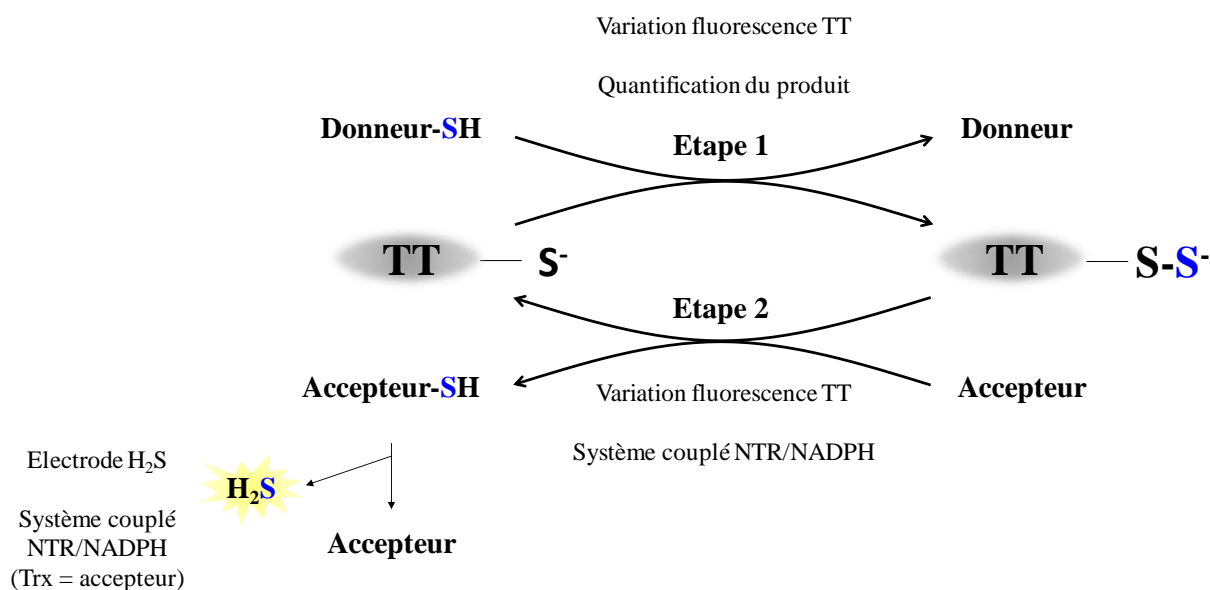 Variation fluorescence TT
Quantification du produit
Donneur-SH
Etape 1
Donneur
TT
S-
TT
S-S-
Etape 2
Accepteur-SH
Variation fluorescence TT
Accepteur
Système couplé NTR/NADPH
Electrode H2S
H2S
Système couplé
NTR/NADPH
(Trx = accepteur)
Accepteur